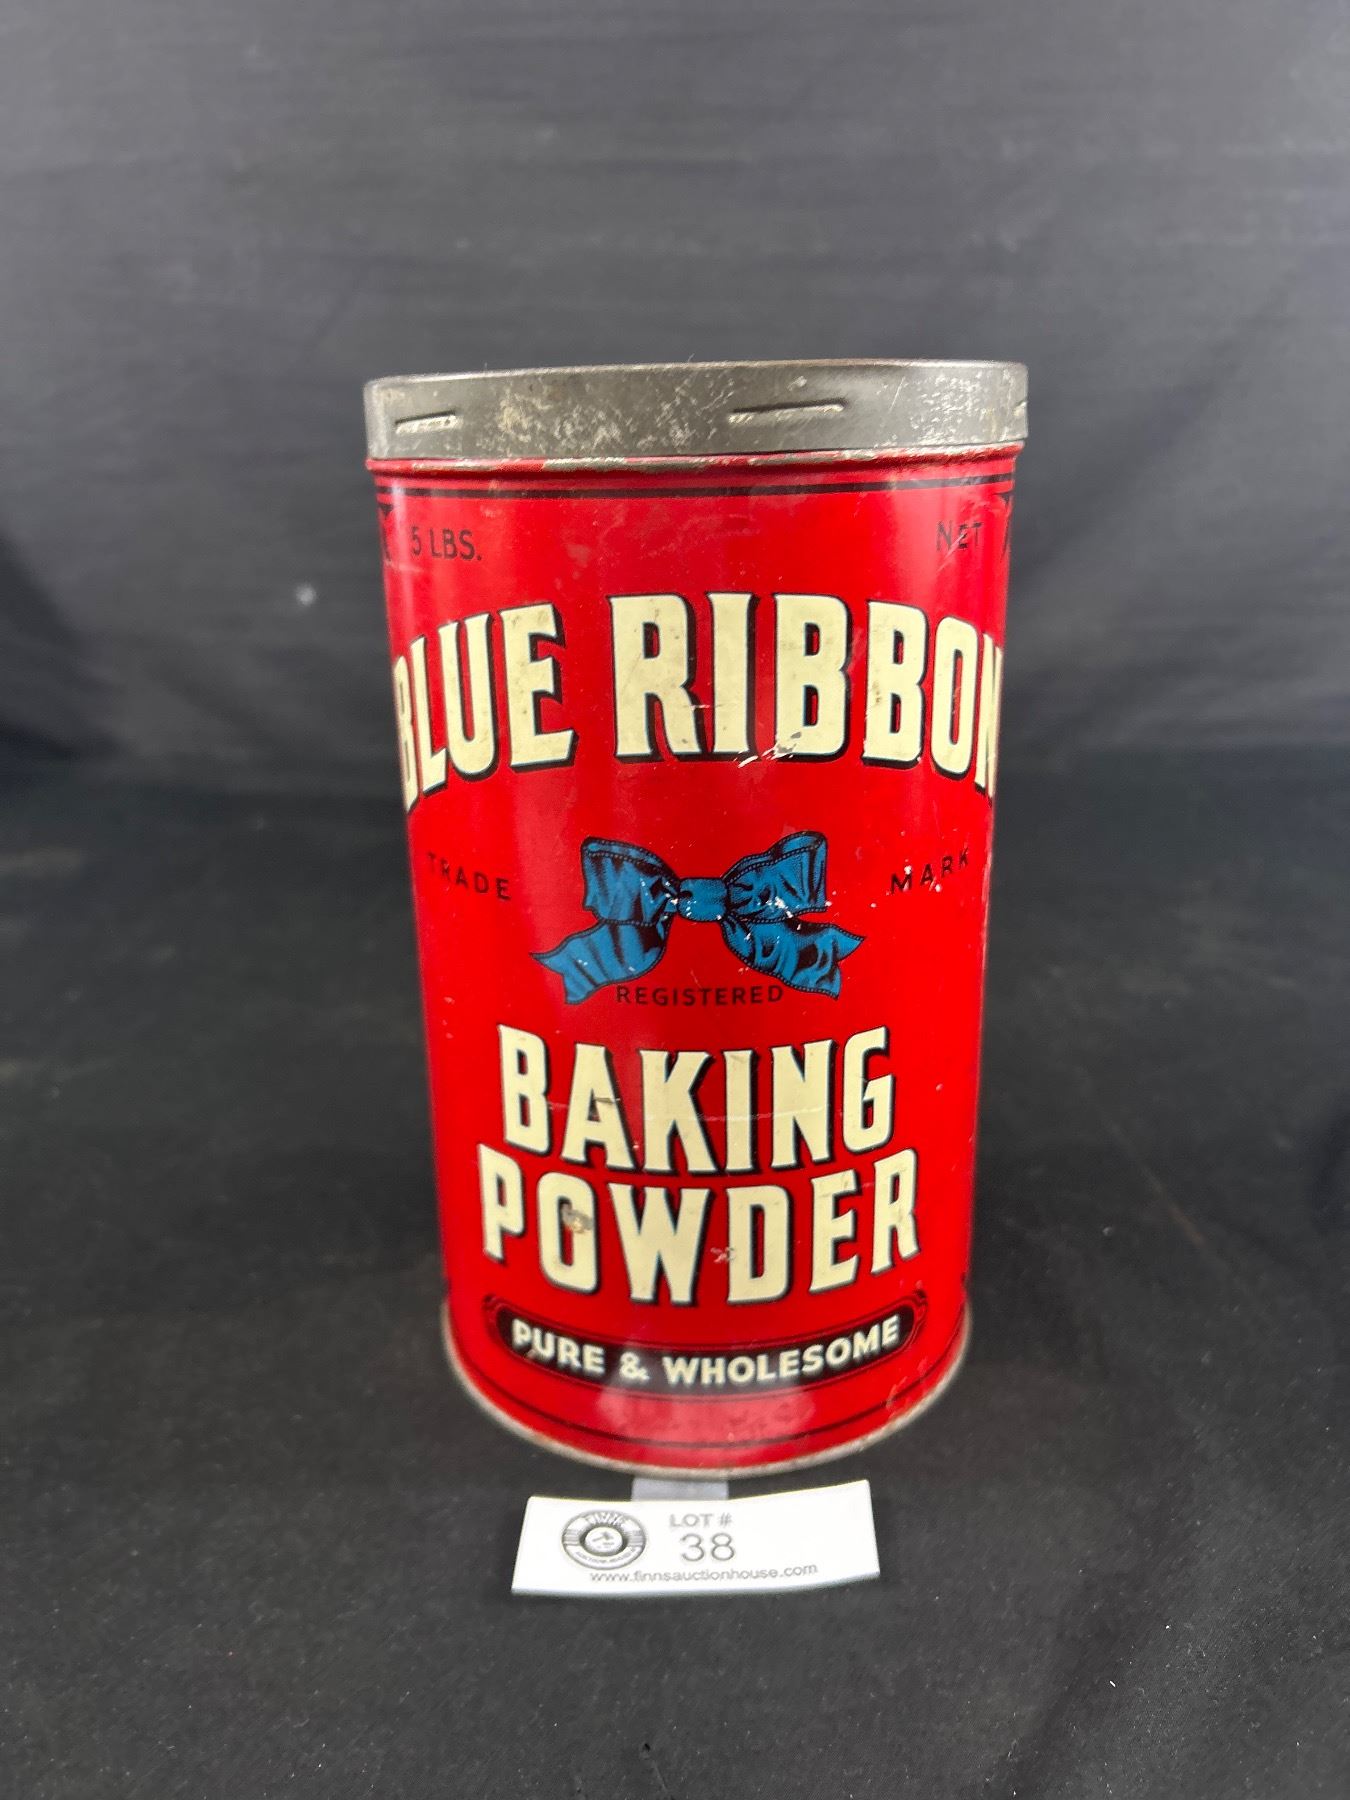 5 LBS. NET
BLUE RIBBON
TRADE MARK
REGISTERED
BAKING
POWDER
PURE & WHOLESOME
LOT #
38
www.finnsauctionhouse.com